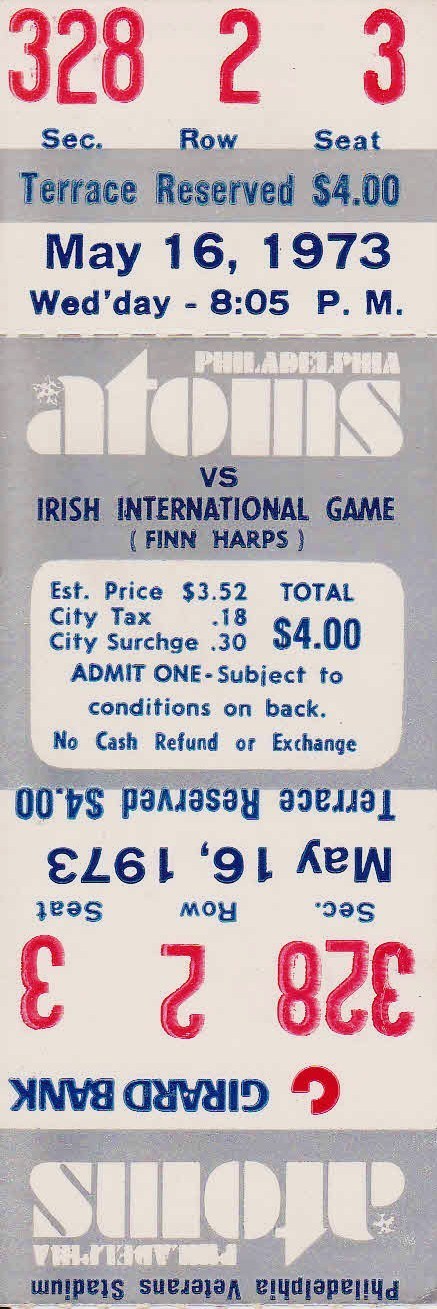 328 2 3
Sec. Row Seat
Terrace Reserved $4.00
May 16, 1973
Wed'day - 8:05 P. M.
PHILADELPHIA
atoms
VS
IRISH INTERNATIONAL GAME
( FINN HARPS )
Est. Price $3.52 TOTAL
City Tax .18
City Surchge .30 $4.00
ADMIT ONE - Subject to
conditions on back.
No Cash Refund or Exchange
Philadelphia Veterans Stadium
PHILADELPHIA
atoms
GIRARD BANK
328 2 3
Sec. Row Seat
May 16, 1973
Terrace Reserved $4.00